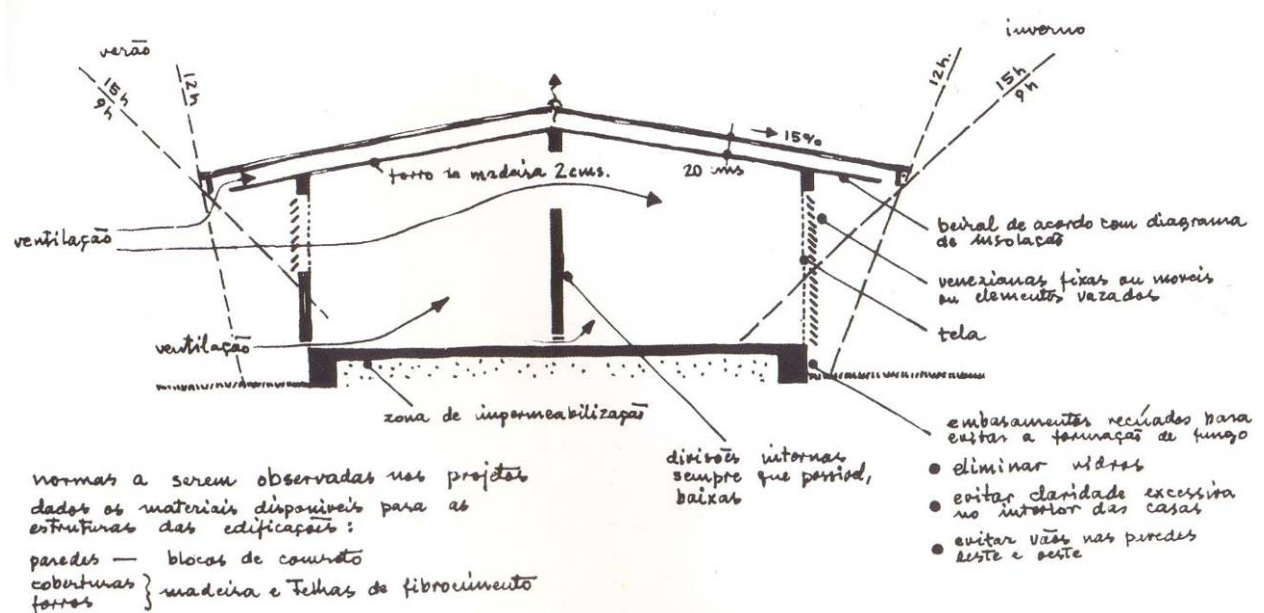 verão
15h
9h
12h
inverno
12h.
15h
9h
15%
20 cms
forro de madeira 2cms.
ventilação
beiral de acordo com diagrama
de insolação
venezianas fixas ou moveis
ou elementos vazados
tela
ventilação
zona de impermeabilização
divisões internas
sempre que possivel,
baixas
embasamentos recuados para
evitar a formação de fungo
eliminar vidros
evitar claridade excessiva
no interior das casas
evitar vãos nas paredes
leste e oeste
normas a serem observadas nos projetos
dados os materiais disponiveis para as
estruturas das edificações:
paredes — blocos de concreto
coberturas
forros } madeira e telhas de fibrocimento